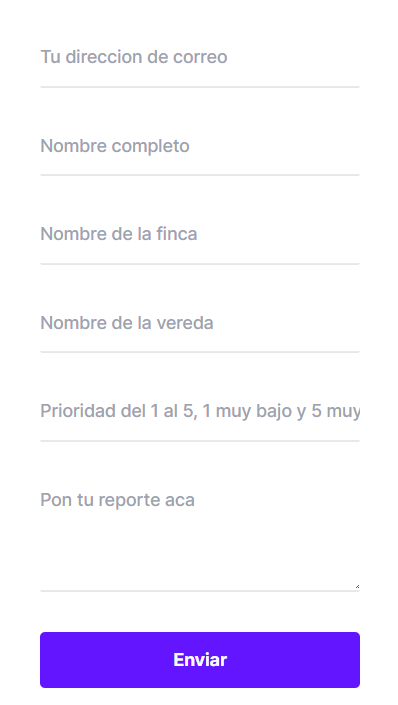 Tu direccion de correo
Nombre completo
Nombre de la finca
Nombre de la vereda
Prioridad del 1 al 5, 1 muy bajo y 5 muy
Pon tu reporte aca
Enviar